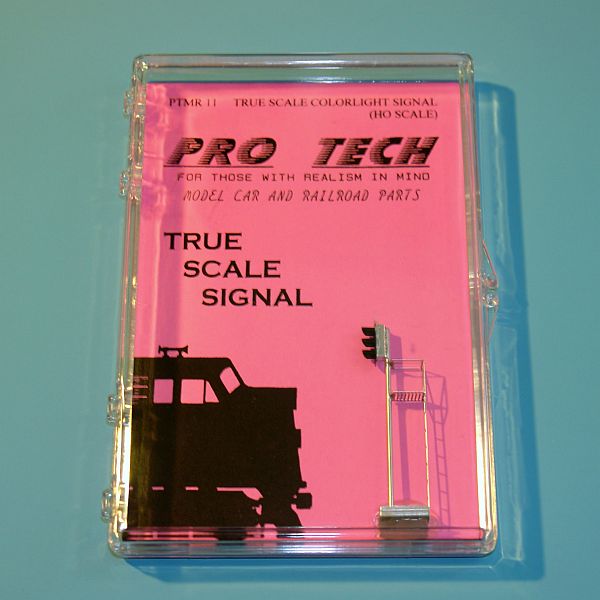 PTMR 11 TRUE SCALE COLORLIGHT SIGNAL
(HO SCALE)
PRO TECH
FOR THOSE WITH REALISM IN MIND
MODEL CAR AND RAILROAD PARTS
TRUE
SCALE
SIGNAL